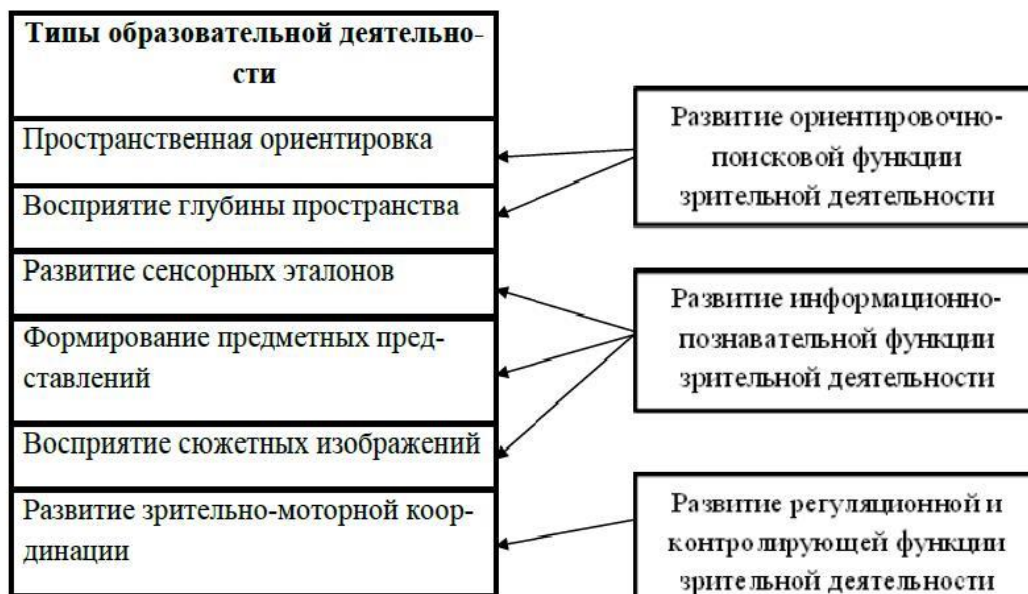 Типы образовательной деятельно-
сти
Пространственная ориентировка
Восприятие глубины пространства
Развитие сенсорных эталонов
Формирование предметных пред-
ставлений
Восприятие сюжетных изображений
Развитие зрительно-моторной коор-
динации
Развитие ориентировочно-
поисковой функции
зрительной деятельности
Развитие информационно-
познавательной функции
зрительной деятельности
Развитие регуляционной и
контролирующей функции
зрительной деятельности